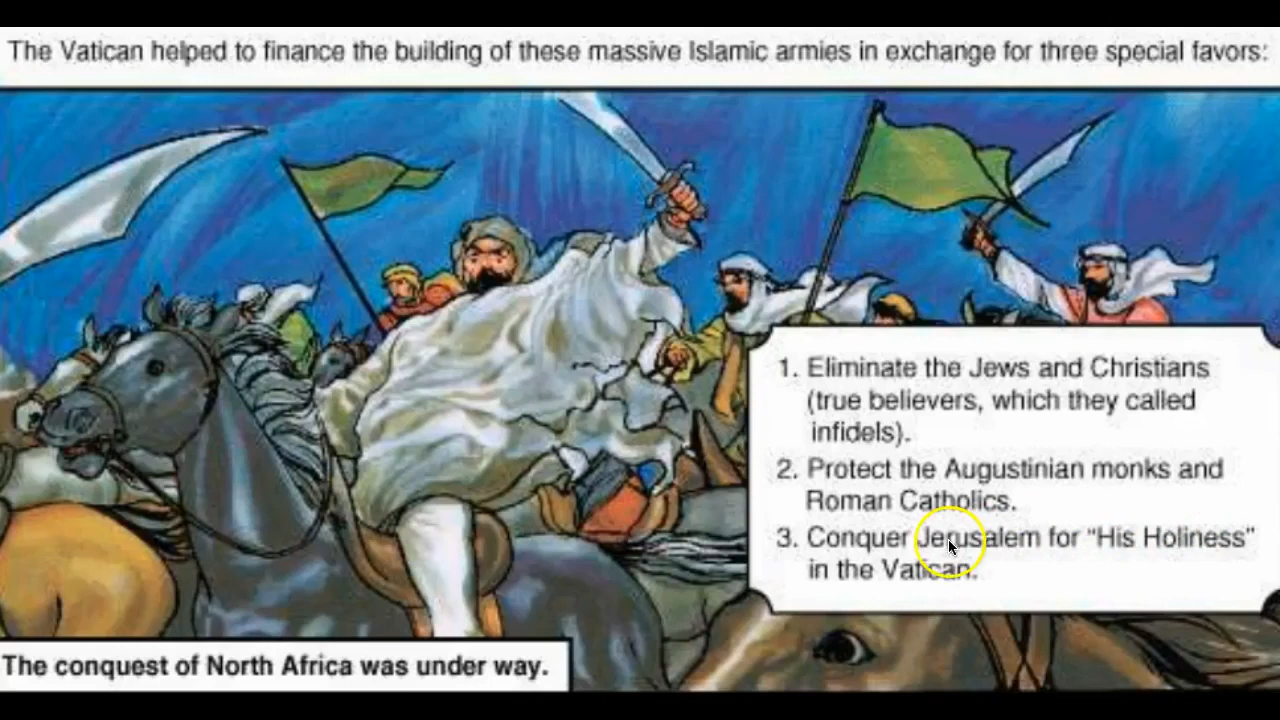 The Vatican helped to finance the building of these massive Islamic armies in exchange for three special favors:
1. Eliminate the Jews and Christians
(true believers, which they called
infidels).
2. Protect the Augustinian monks and
Roman Catholics.
3. Conquer Jerusalem for “His Holiness”
in the Vatican.
The conquest of North Africa was under way.